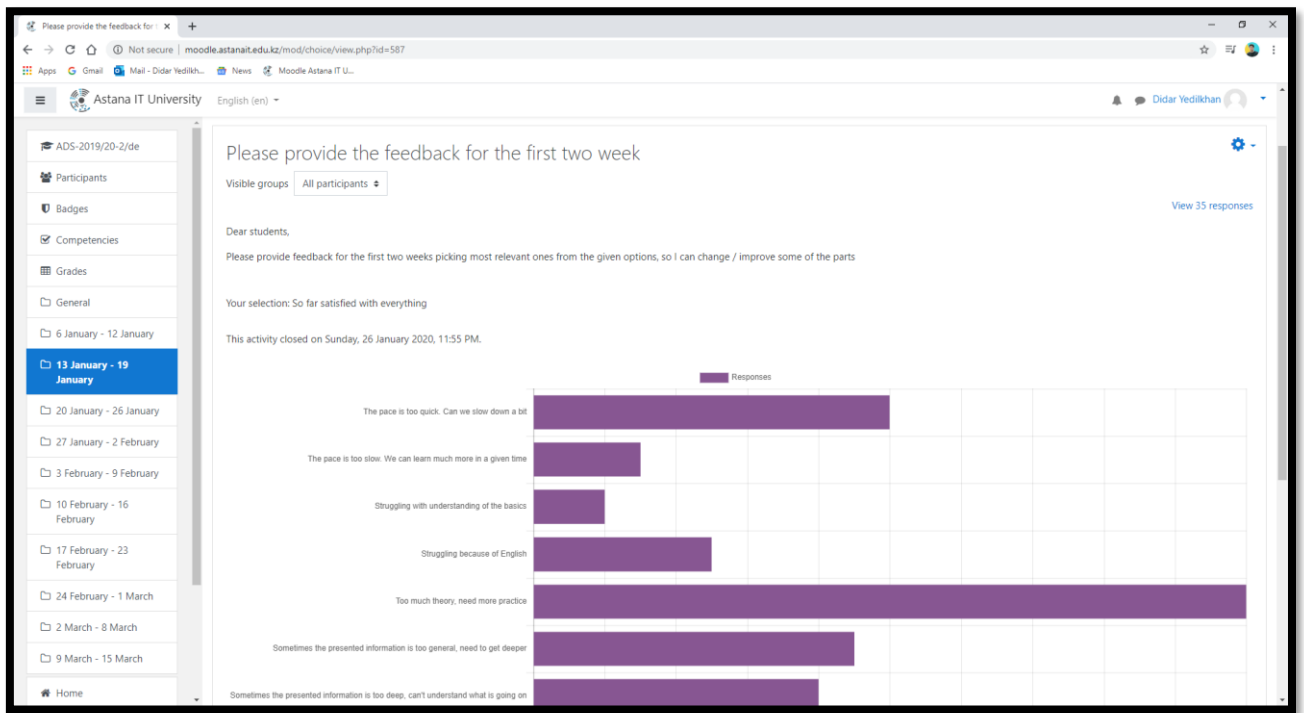 Please provide the feedback for
Not secure | moodle.astanait.edu.kz/mod/choice/view.php?id=587
Apps Gmail Mail - Didar Yedilkh... News Moodle Astana IT U...
Astana IT University English (en) Didar Yedilkhan
ADS-2019/20-2/de
Participants
Badges
Competencies
Grades
General
6 January - 12 January
13 January - 19
January
20 January - 26 January
27 January - 2 February
3 February - 9 February
10 February - 16
February
17 February - 23
February
24 February - 1 March
2 March - 8 March
9 March - 15 March
Home
Please provide the feedback for the first two week
Visible groups All participants
View 35 responses
Dear students,
Please provide feedback for the first two weeks picking most relevant ones from the given options, so I can change / improve some of the parts
Your selection: So far satisfied with everything
This activity closed on Sunday, 26 January 2020, 11:55 PM.
Responses
The pace is too quick. Can we slow down a bit
The pace is too slow. We can learn much more in a given time
Struggling with understanding of the basics
Struggling because of English
Too much theory, need more practice
Sometimes the presented information is too general, need to get deeper
Sometimes the presented information is too deep, can't understand what is going on